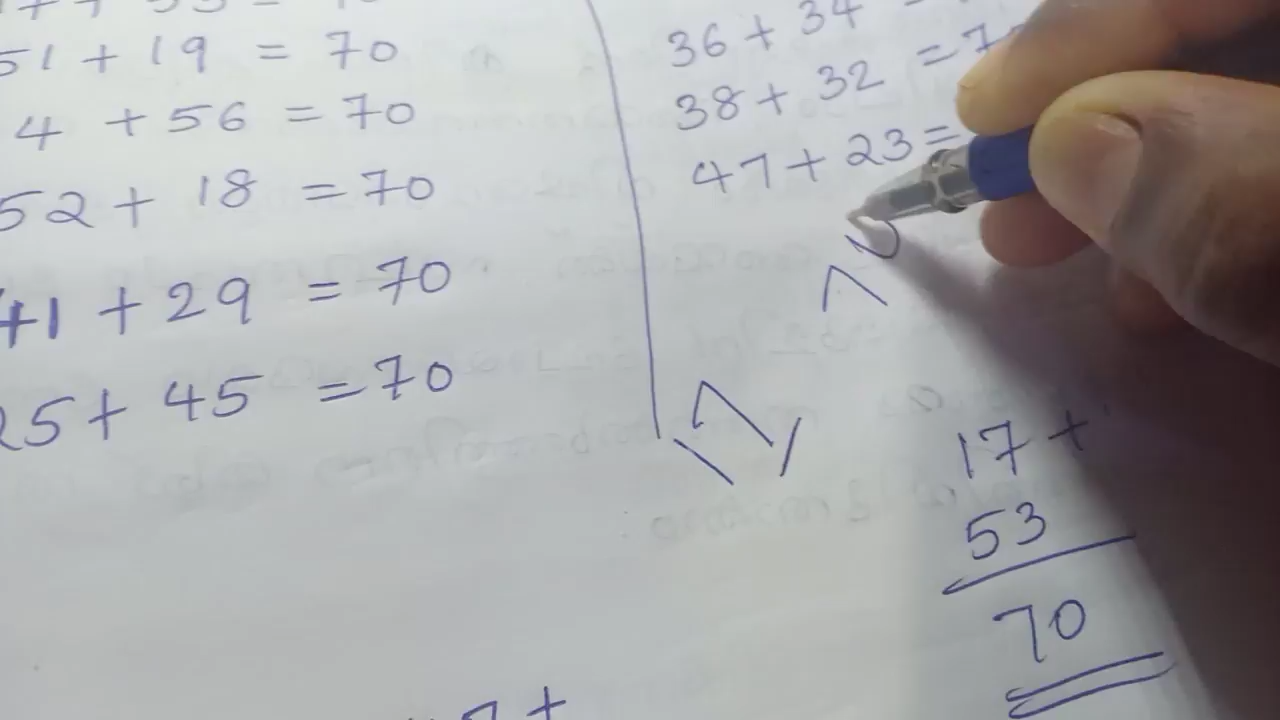 51 + 19 = 70
4 + 56 = 70
52 + 18 = 70
41 + 29 = 70
25 + 45 = 70
36 + 34
38 + 32 = 7
47 + 23 =
17 +
53
70